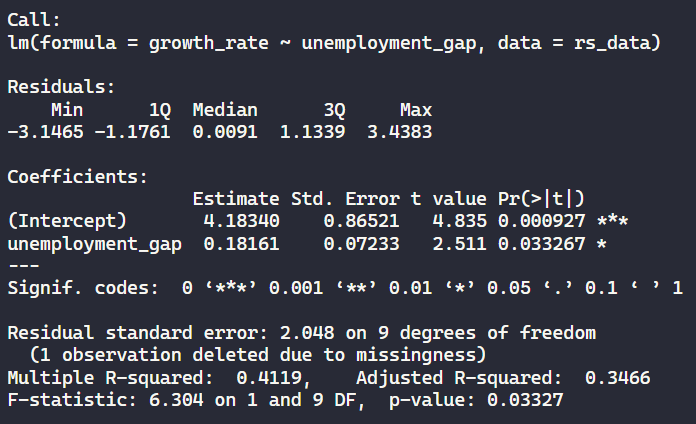 Call:
lm(formula = growth_rate ~ unemployment_gap, data = rs_data)
Residuals:
    Min      1Q  Median      3Q     Max
-3.1465 -1.1761  0.0091  1.1339  3.4383
Coefficients:
                 Estimate Std. Error t value Pr(>|t|)
(Intercept)       4.18340    0.86521   4.835 0.000927 ***
unemployment_gap  0.18161    0.07233   2.511 0.033267 *
---
Signif. codes:  0 ‘***’ 0.001 ‘**’ 0.01 ‘*’ 0.05 ‘.’ 0.1 ‘ ’ 1
Residual standard error: 2.048 on 9 degrees of freedom
  (1 observation deleted due to missingness)
Multiple R-squared:  0.4119,    Adjusted R-squared:  0.3466
F-statistic: 6.304 on 1 and 9 DF,  p-value: 0.03327